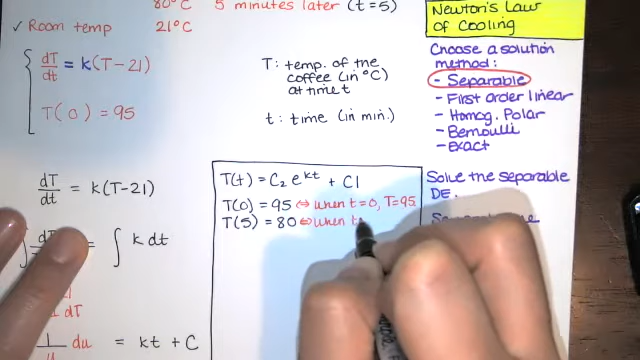 80°C 5 minutes later (t=5)
✓ Room temp 21°C
dT/dt = k(T-21)
T(0) = 95
T: temp. of the
coffee (in °C)
at time t
t: time (in min.)
Newton's Law
of Cooling
Choose a solution
method:
- Separable
- First order linear
- Homog. Polar
- Bernoulli
- Exact
dT/dt = k(T-21)
= ∫ k dt
du = kt + C
T(t) = C2 e^kt + C1
T(0) = 95 ⇔ when t=0, T=95
T(5) = 80 ⇔ when t
Solve the separable
DE.